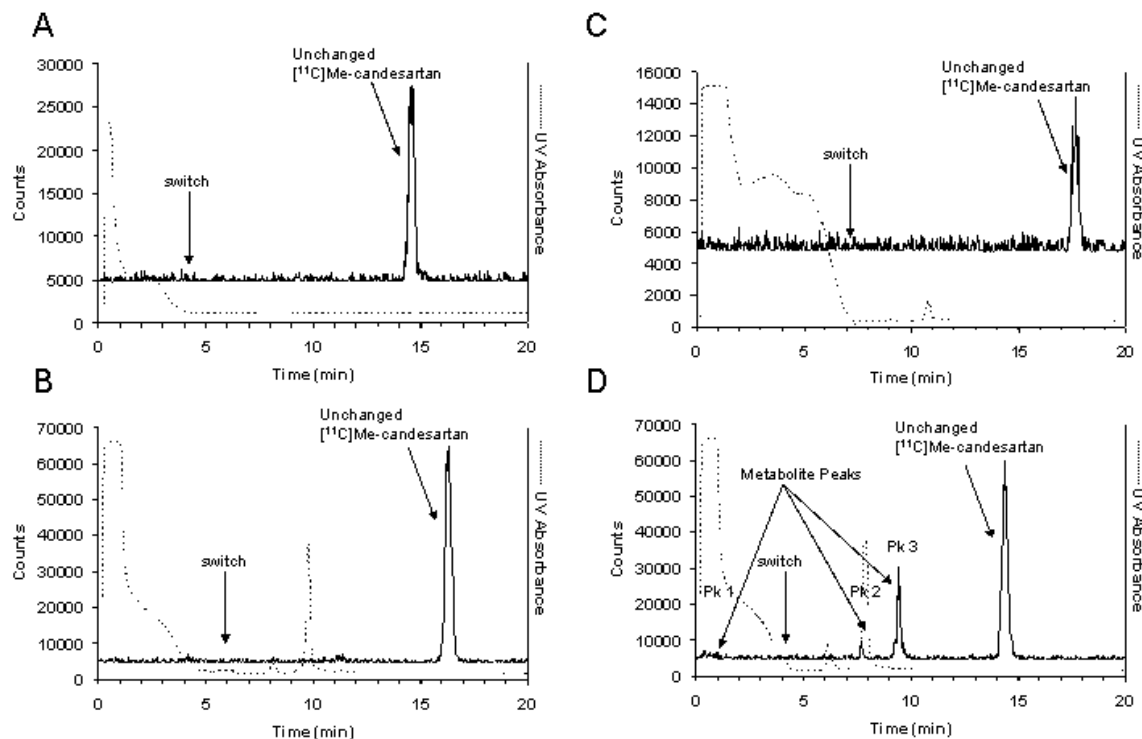 A
Unchanged
[¹¹C]Me-candesartan
30000
25000
20000
15000
10000
5000
0
Counts
switch
UV Absorbance
0 5 10 15 20
Time (min)
C
Unchanged
[¹¹C]Me-candesartan
16000
14000
12000
10000
8000
6000
4000
2000
0
Counts
switch
UV Absorbance
0 5 10 15 20
Time (min)
B
Unchanged
[¹¹C]Me-candesartan
70000
60000
50000
40000
30000
20000
10000
0
Counts
switch
UV Absorbance
0 5 10 15 20
Time (min)
D
Unchanged
[¹¹C]Me-candesartan
70000
60000
50000
40000
30000
20000
10000
0
Counts
Metabolite Peaks
Pk 3
switch
Pk 1
Pk 2
UV Absorbance
0 5 10 15 20
Time (min)